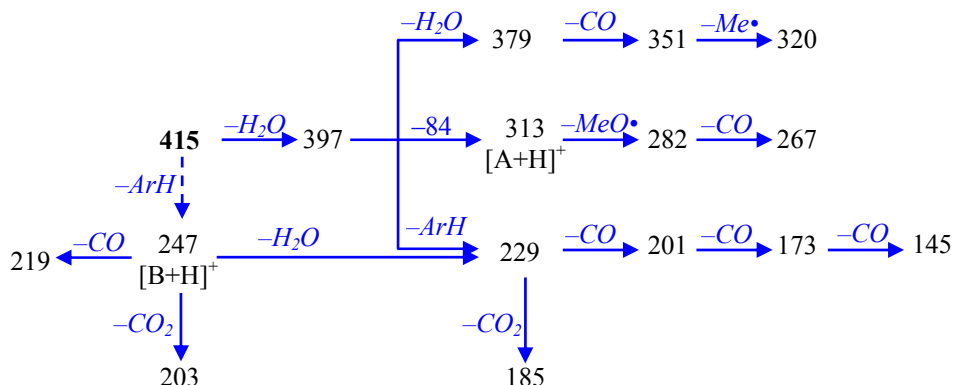 –H₂O 379 –CO 351 –Me• 320
415 –H₂O 397 –84 313 –MeO• 282 –CO 267
[A+H]⁺
–ArH
219 –CO 247 –H₂O –ArH 229 –CO 201 –CO 173 –CO 145
[B+H]⁺
–CO₂ –CO₂
203 185